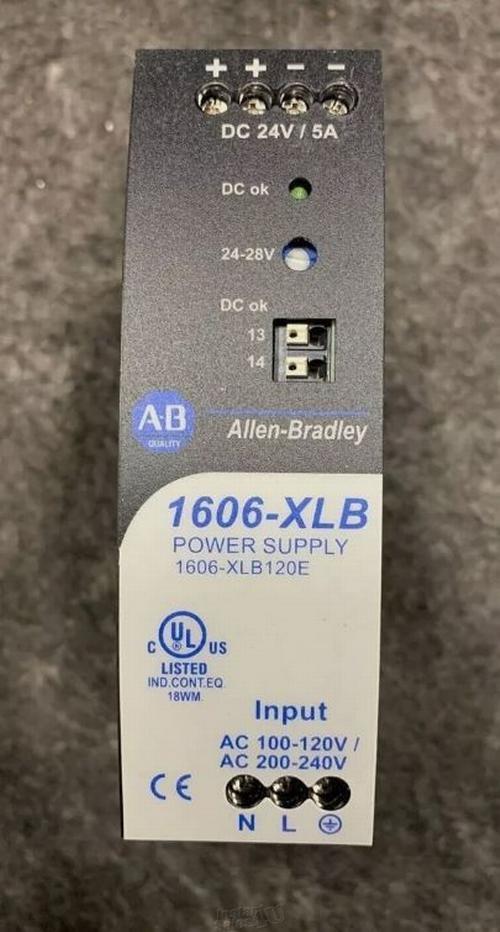 + + - -
DC 24V / 5A
DC ok
24-28V
DC ok
13
14
A-B
QUALITY
Allen-Bradley
1606-XLB
POWER SUPPLY
1606-XLB120E
C UL US
®
LISTED
IND.CONT.EQ.
18WM.
Input
AC 100-120V /
AC 200-240V
CE
N L